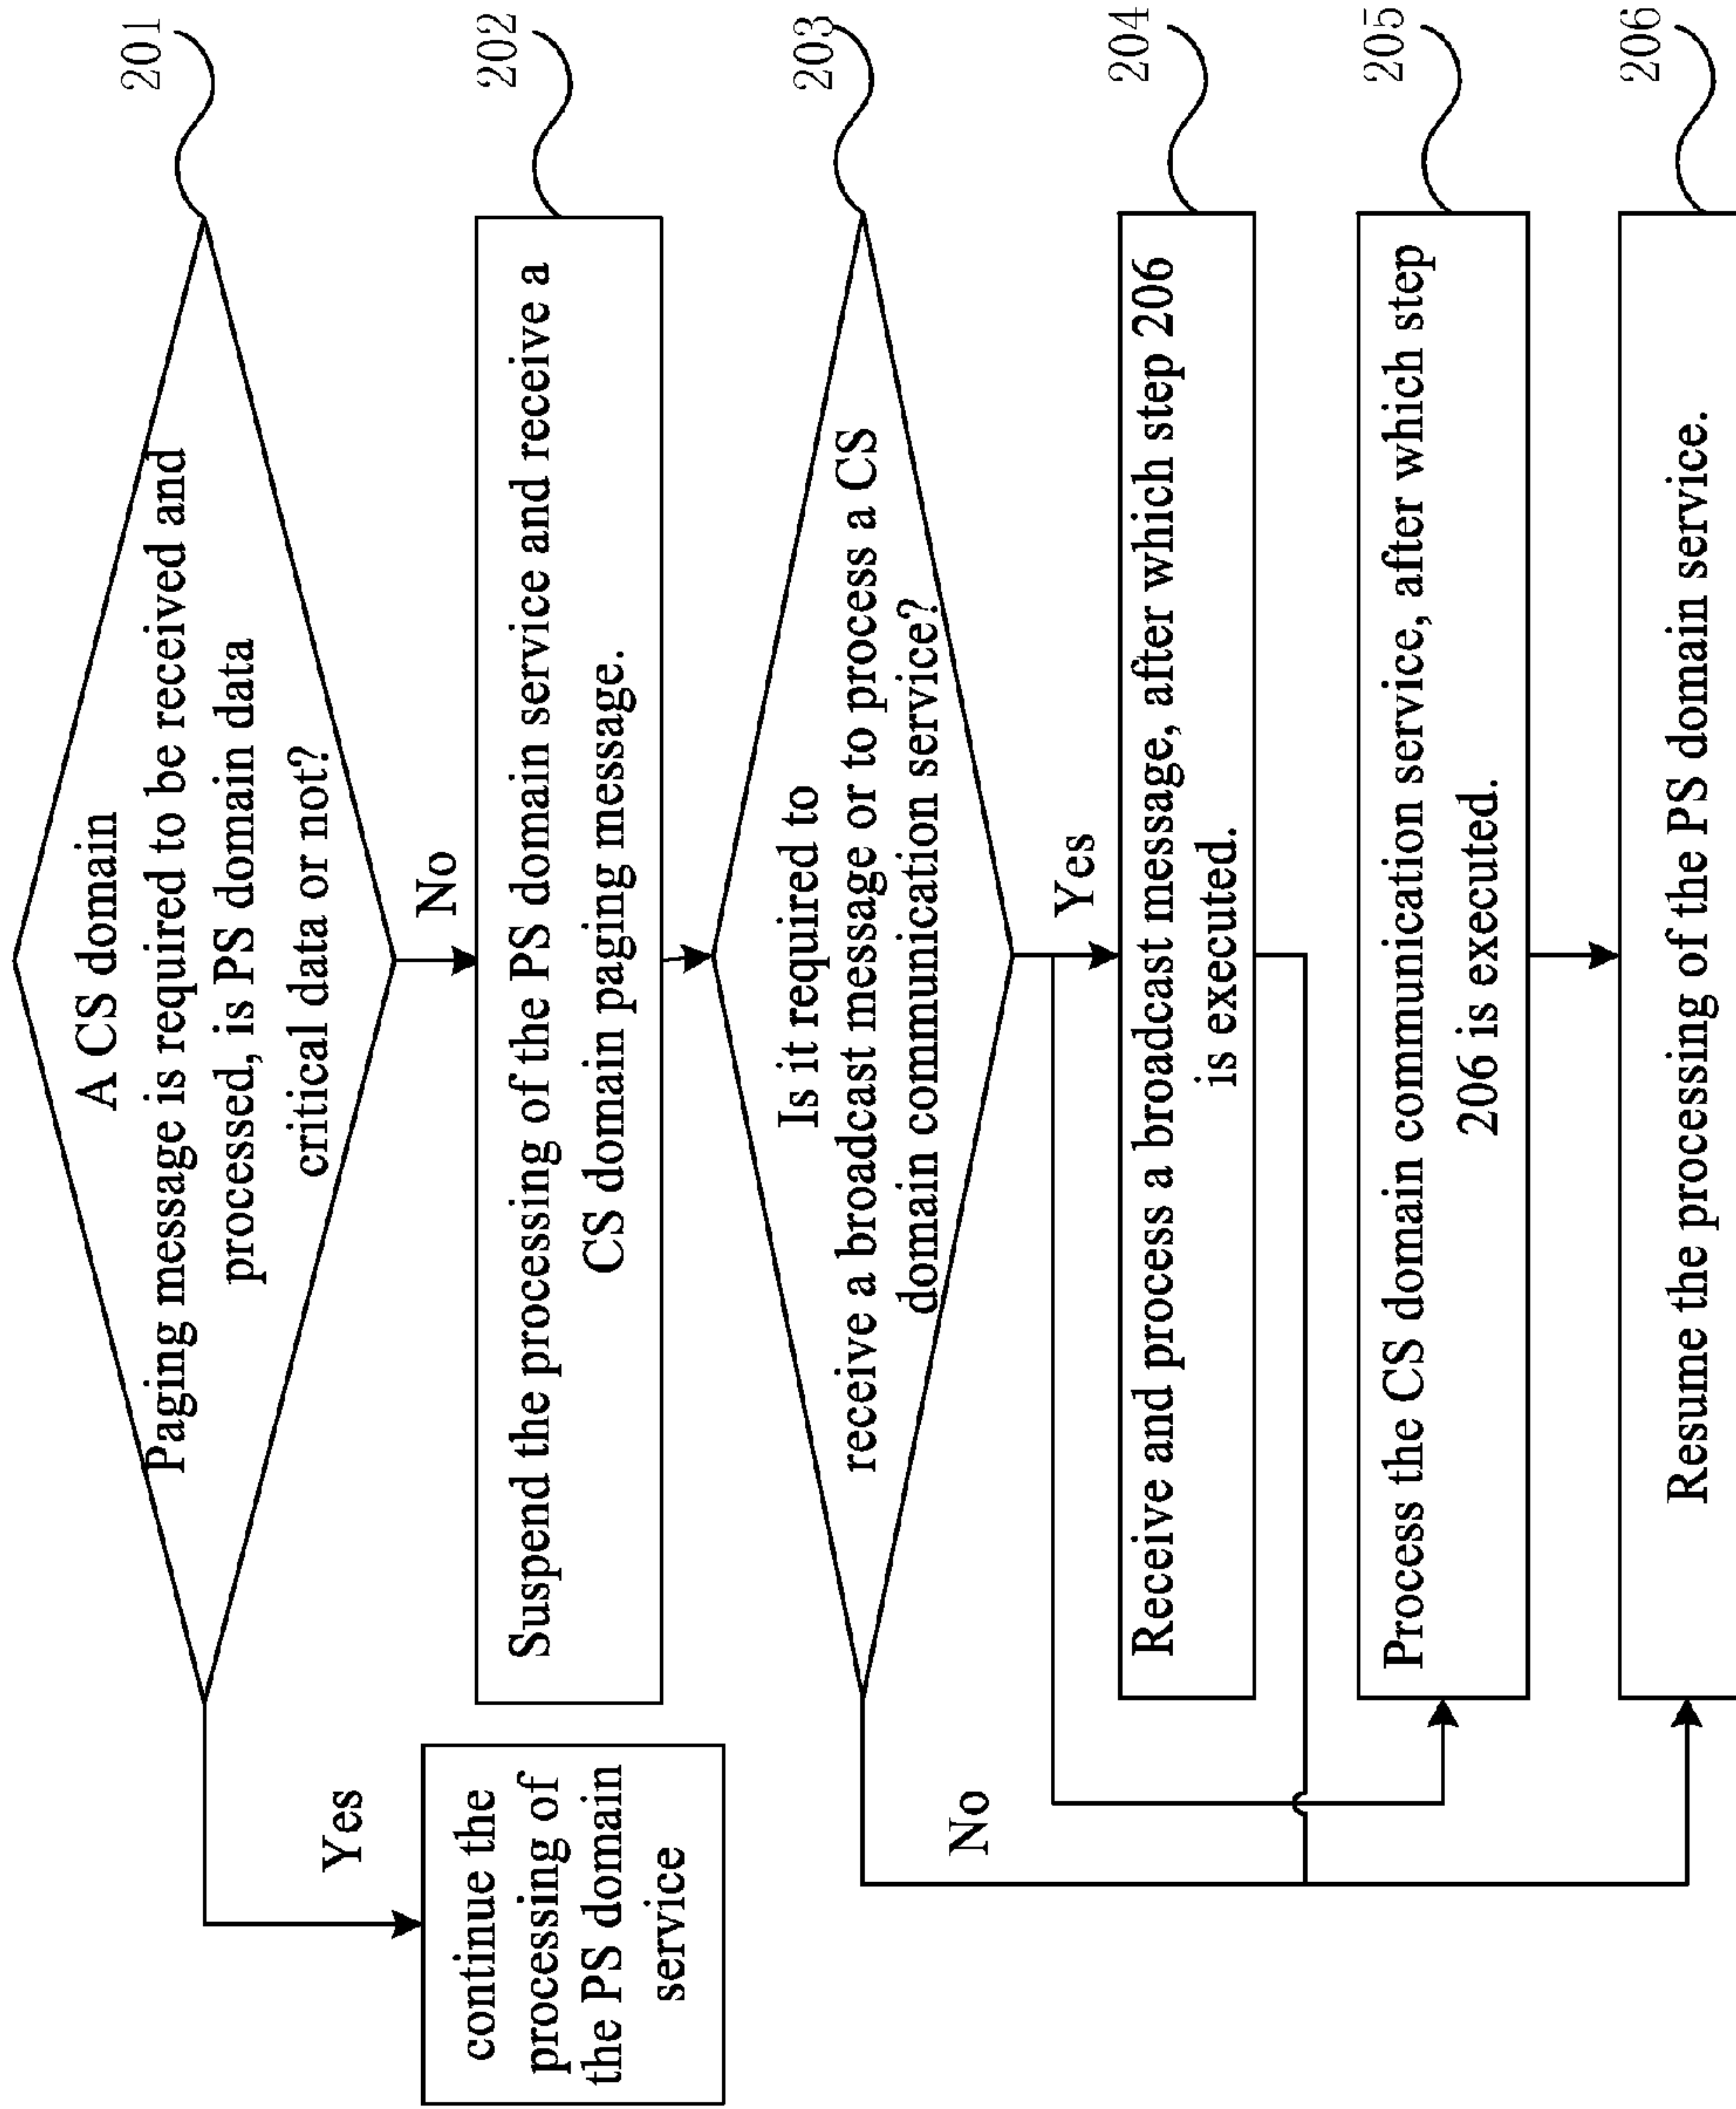 201
A CS domain
Paging message is required to be received and
processed, is PS domain data
critical data or not?
Yes
No
continue the
processing of
the PS domain
service
202
Suspend the processing of the PS domain service and receive a
CS domain paging message.
203
Is it required to
receive a broadcast message or to process a CS
domain communication service?
No
Yes
204
Receive and process a broadcast message, after which step 206
is executed.
205
Process the CS domain communication service, after which step
206 is executed.
206
Resume the processing of the PS domain service.